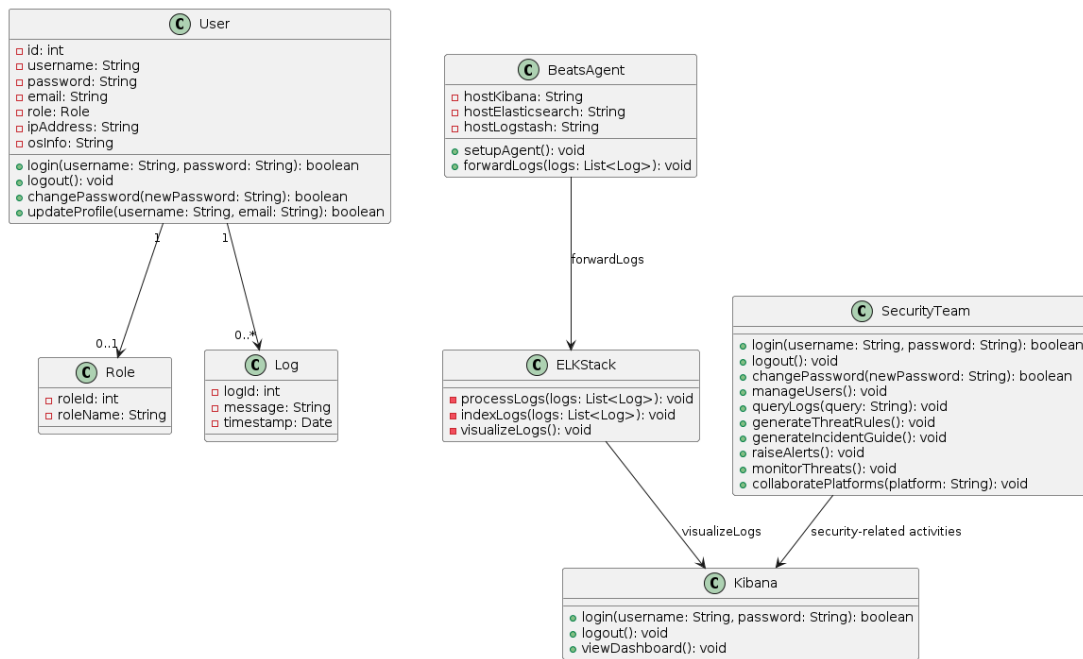 C User
id: int
username: String
password: String
email: String
role: Role
ipAddress: String
osInfo: String
login(username: String, password: String): boolean
logout(): void
changePassword(newPassword: String): boolean
updateProfile(username: String, email: String): boolean
1
1
0..1
0..*
C Role
roleId: int
roleName: String
C Log
logId: int
message: String
timestamp: Date
C BeatsAgent
hostKibana: String
hostElasticsearch: String
hostLogstash: String
setupAgent(): void
forwardLogs(logs: List<Log>): void
forwardLogs
C ELKStack
processLogs(logs: List<Log>): void
indexLogs(logs: List<Log>): void
visualizeLogs(): void
C SecurityTeam
login(username: String, password: String): boolean
logout(): void
changePassword(newPassword: String): boolean
manageUsers(): void
queryLogs(query: String): void
generateThreatRules(): void
generateIncidentGuide(): void
raiseAlerts(): void
monitorThreats(): void
collaboratePlatforms(platform: String): void
visualizeLogs
security-related activities
C Kibana
login(username: String, password: String): boolean
logout(): void
viewDashboard(): void